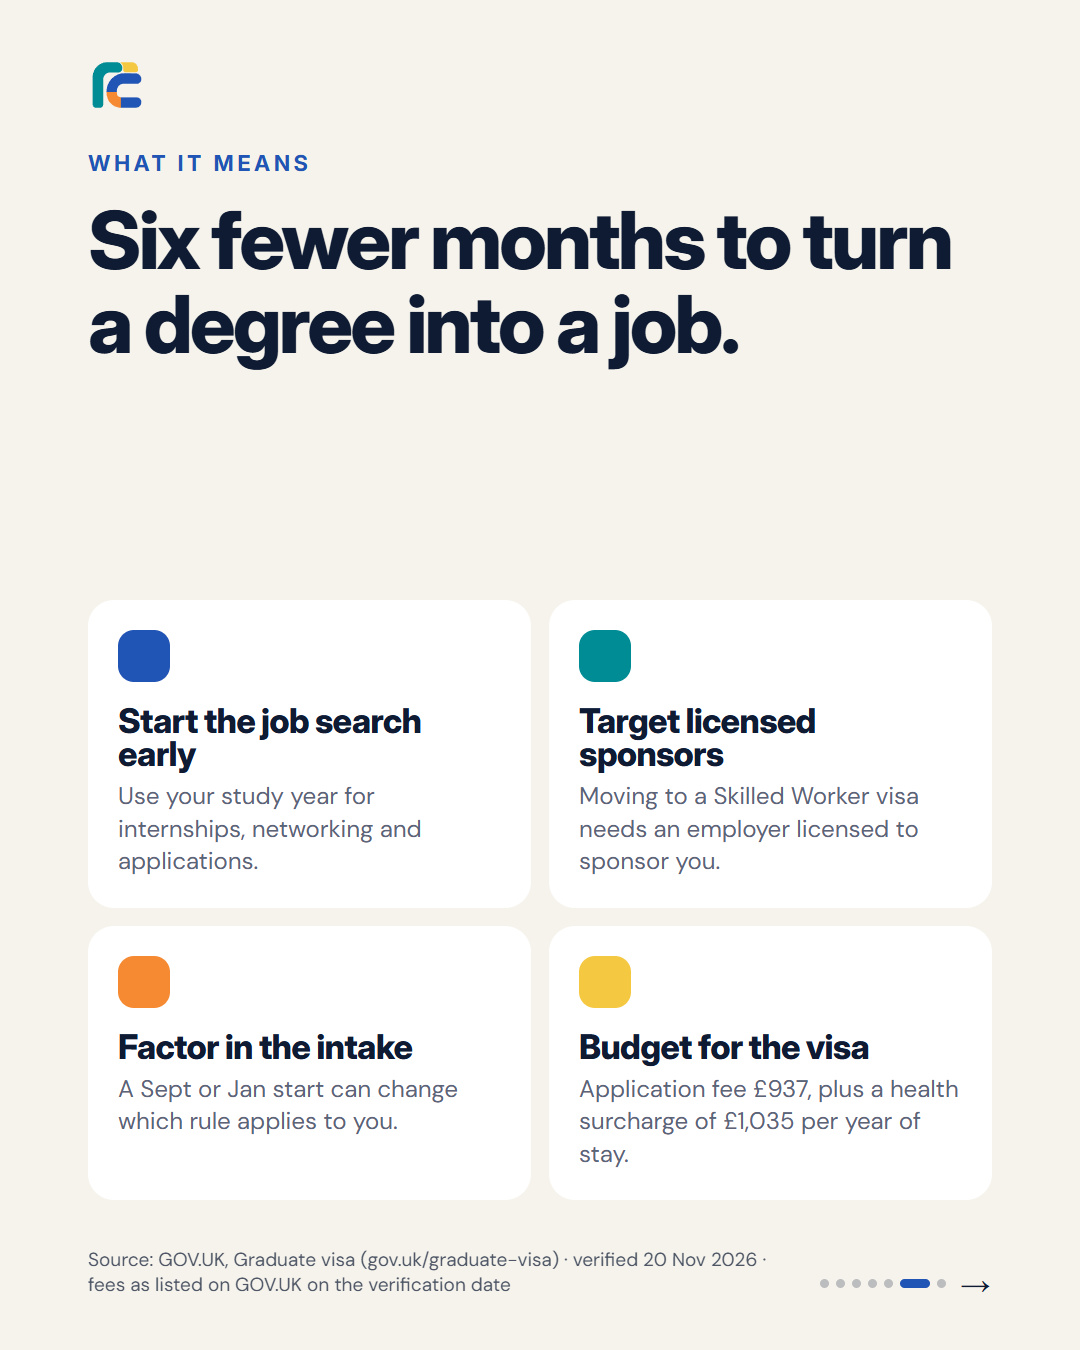 WHAT IT MEANS
Six fewer months to turn
a degree into a job.
Start the job search
early
Use your study year for
internships, networking and
applications.
Target licensed
sponsors
Moving to a Skilled Worker visa
needs an employer licensed to
sponsor you.
Factor in the intake
A Sept or Jan start can change
which rule applies to you.
Budget for the visa
Application fee £937, plus a health
surcharge of £1,035 per year of
stay.
Source: GOV.UK, Graduate visa (gov.uk/graduate-visa) · verified 20 Nov 2026 ·
fees as listed on GOV.UK on the verification date